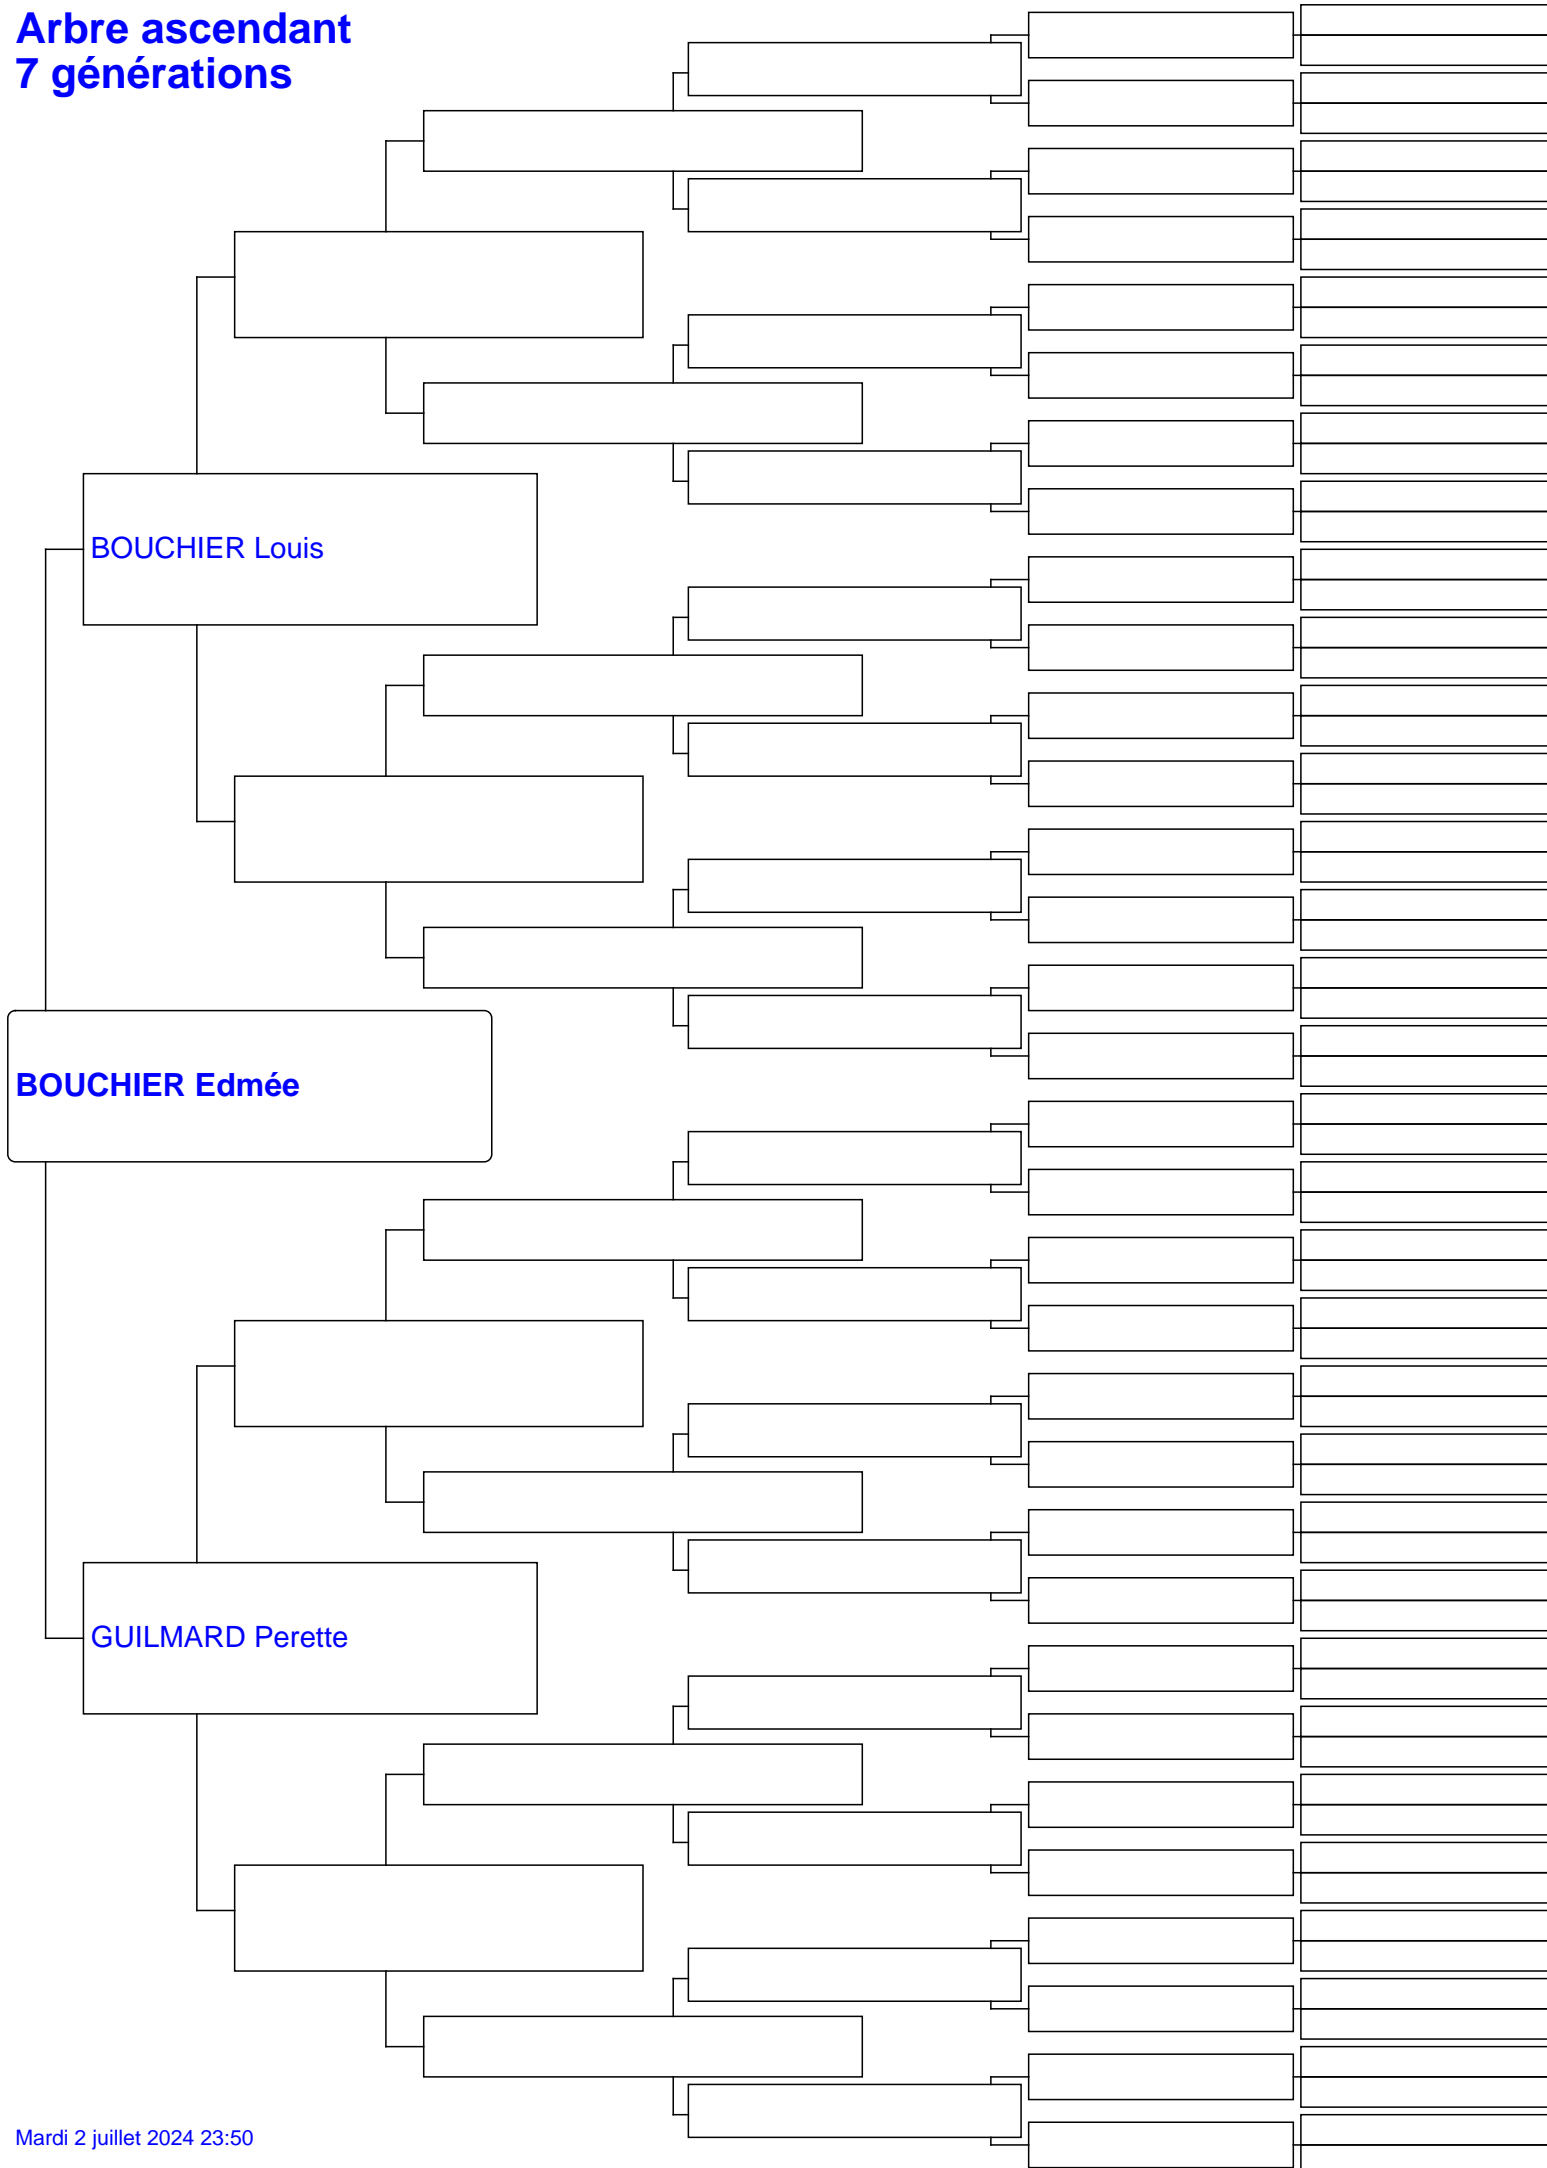 Arbre ascendant
7 générations
BOUCHIER Louis
BOUCHIER Edmée
GUILMARD Perette
Mardi 2 juillet 2024 23:50